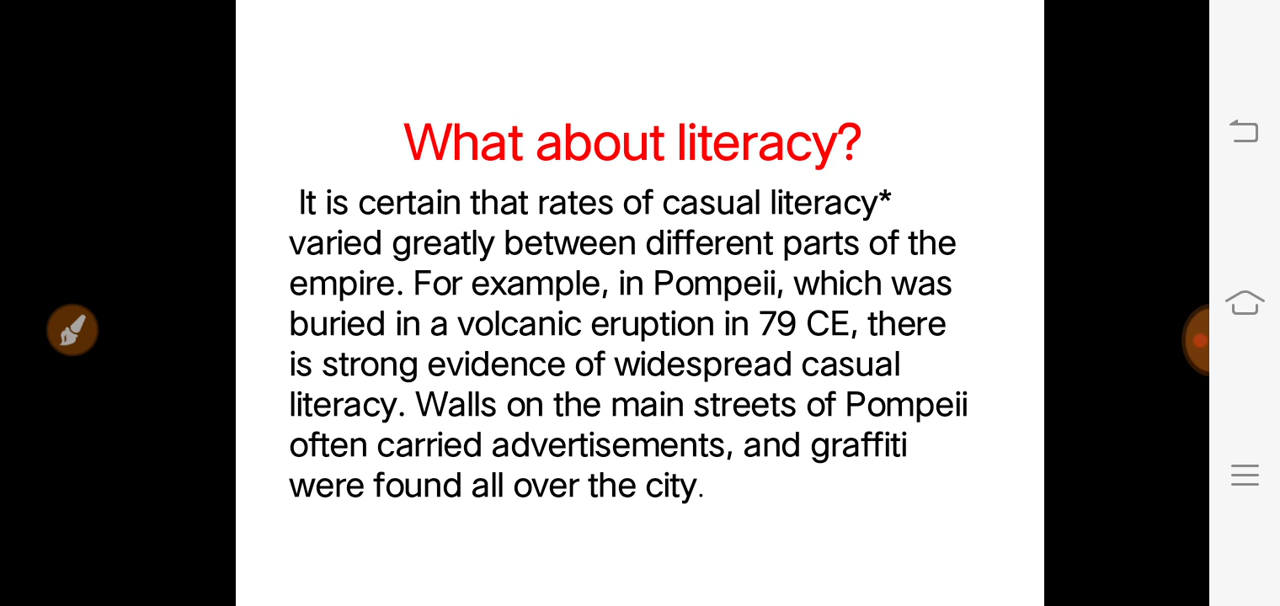 What about literacy?
It is certain that rates of casual literacy*
varied greatly between different parts of the
empire. For example, in Pompeii, which was
buried in a volcanic eruption in 79 CE, there
is strong evidence of widespread casual
literacy. Walls on the main streets of Pompeii
often carried advertisements, and graffiti
were found all over the city.